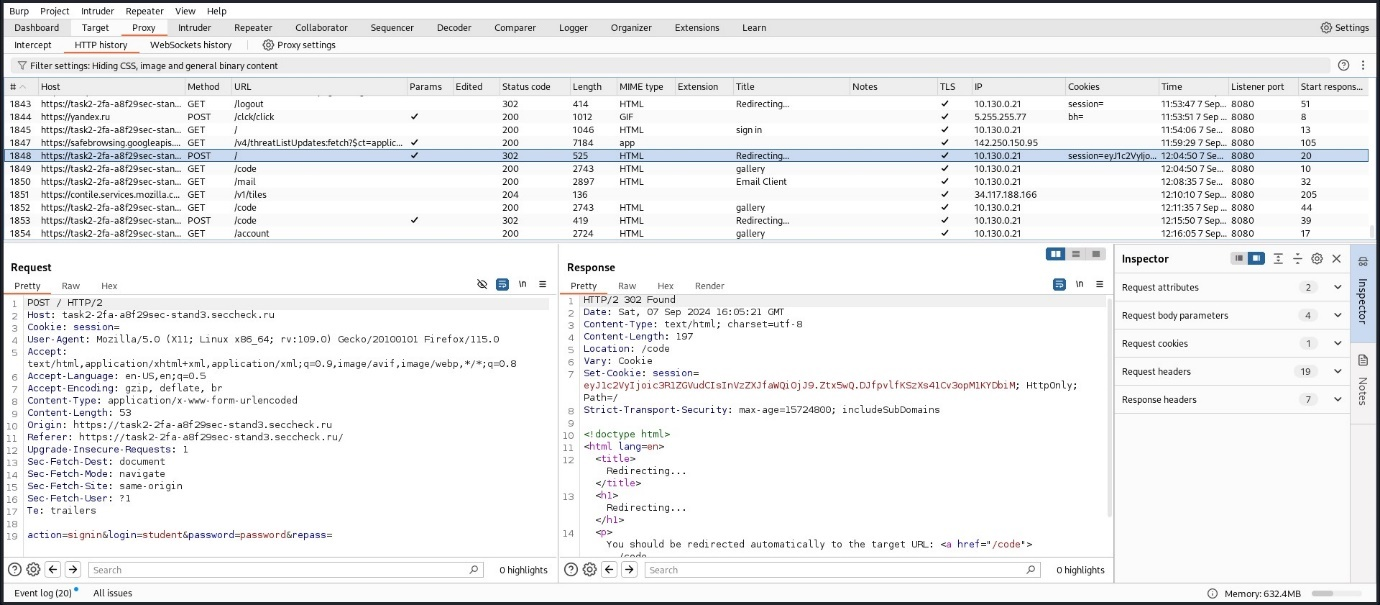 Burp Project Intruder Repeater View Help
Dashboard Target Proxy Intruder Repeater Collaborator Sequencer Decoder Comparer Logger Organizer Extensions Learn Settings
Intercept HTTP history WebSockets history Proxy settings
Filter settings: Hiding CSS, image and general binary content
# Host Method URL Params Edited Status code Length MIME type Extension Title Notes TLS IP Cookies Time Listener port Start respons...
1843 https://task2-2fa-a8f29sec-stan... GET /logout 302 414 HTML Redirecting... ✓ 10.130.0.21 session= 11:53:47 7 Sep... 8080 51
1844 https://yandex.ru POST /clck/click ✓ 200 1012 GIF ✓ 5.255.255.77 bh= 11:53:51 7 Sep... 8080 8
1845 https://task2-2fa-a8f29sec-stan... GET / 200 1046 HTML sign in ✓ 10.130.0.21 11:54:06 7 Sep... 8080 13
1847 https://safebrowsing.googleapis.... GET /v4/threatListUpdates:fetch?$ct=applic... ✓ 200 7184 app ✓ 142.250.150.95 11:59:29 7 Sep... 8080 105
1848 https://task2-2fa-a8f29sec-stan... POST / ✓ 302 525 HTML Redirecting... ✓ 10.130.0.21 session=eyJ1c2VyIjo... 12:04:50 7 Se... 8080 20
1849 https://task2-2fa-a8f29sec-stan... GET /code 200 2743 HTML gallery ✓ 10.130.0.21 12:04:50 7 Se... 8080 10
1850 https://task2-2fa-a8f29sec-stan... GET /mail 200 2897 HTML Email Client ✓ 10.130.0.21 12:08:35 7 Se... 8080 32
1851 https://contile.services.mozilla.c... GET /v1/tiles 204 136 ✓ 34.117.188.166 12:10:10 7 Sep... 8080 205
1852 https://task2-2fa-a8f29sec-stan... GET /code 200 2743 HTML gallery ✓ 10.130.0.21 12:11:35 7 Sep... 8080 44
1853 https://task2-2fa-a8f29sec-stan... POST /code ✓ 302 419 HTML Redirecting... ✓ 10.130.0.21 12:15:50 7 Sep... 8080 39
1854 https://task2-2fa-a8f29sec-stan... GET /account 200 2724 HTML gallery ✓ 10.130.0.21 12:16:05 7 Sep... 8080 17
Request
Pretty Raw Hex \n
1 POST / HTTP/2
2 Host: task2-2fa-a8f29sec-stand3.seccheck.ru
3 Cookie: session=
4 User-Agent: Mozilla/5.0 (X11; Linux x86_64; rv:109.0) Gecko/20100101 Firefox/115.0
5 Accept:
text/html,application/xhtml+xml,application/xml;q=0.9,image/avif,image/webp,*/*;q=0.8
6 Accept-Language: en-US,en;q=0.5
7 Accept-Encoding: gzip, deflate, br
8 Content-Type: application/x-www-form-urlencoded
9 Content-Length: 53
10 Origin: https://task2-2fa-a8f29sec-stand3.seccheck.ru
11 Referer: https://task2-2fa-a8f29sec-stand3.seccheck.ru/
12 Upgrade-Insecure-Requests: 1
13 Sec-Fetch-Dest: document
14 Sec-Fetch-Mode: navigate
15 Sec-Fetch-Site: same-origin
16 Sec-Fetch-User: ?1
17 Te: trailers
18
19 action=signin&login=student&password=password&repass=
Search 0 highlights
Response
Pretty Raw Hex Render \n
1 HTTP/2 302 Found
2 Date: Sat, 07 Sep 2024 16:05:21 GMT
3 Content-Type: text/html; charset=utf-8
4 Content-Length: 197
5 Location: /code
6 Vary: Cookie
7 Set-Cookie: session=
eyJ1c2VyIjoic3R1ZGVudCIsInVzZXJfaWQiOjJ9.Ztx5wQ.DJfpvlfKSzXs41Cv3opM1KYDbiM; HttpOnly;
Path=/
8 Strict-Transport-Security: max-age=15724800; includeSubDomains
9
10 <!doctype html>
11 <html lang=en>
12 <title>
Redirecting...
</title>
13 <h1>
Redirecting...
</h1>
14 <p>
You should be redirected automatically to the target URL: <a href="/code">
/code
Search 0 highlights
Inspector
Request attributes 2
Request body parameters 4
Request cookies 1
Request headers 19
Response headers 7
Inspector
Notes
Event log (20) All issues Memory: 632.4MB